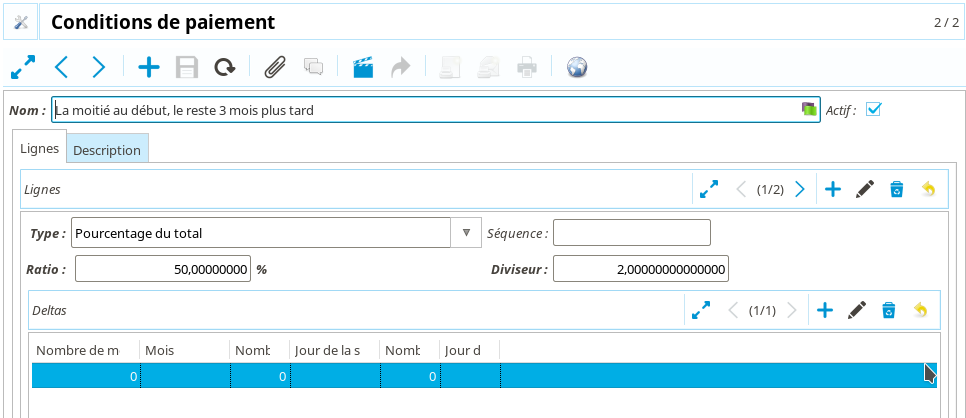 Conditions de paiement
2 / 2
Nom : La moitié au début, le reste 3 mois plus tard Actif :
Lignes Description
Lignes (1/2)
Type : Pourcentage du total Séquence :
Ratio : 50,00000000 % Diviseur : 2,00000000000000
Deltas (1/1)
Nombre de m Mois Nomb Jour de la s Nomb Jour d
0 0 0